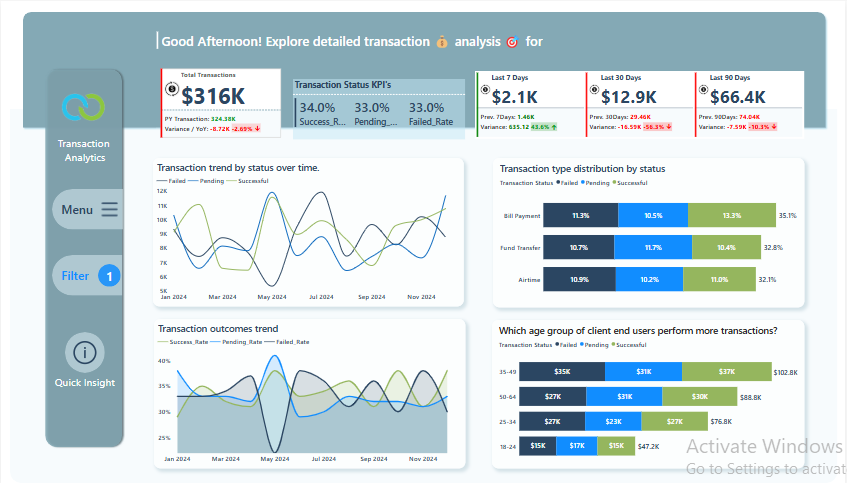 Good Afternoon! Explore detailed transaction 💰 analysis 🎯 for
Transaction
Analytics
Menu
Filter 1
Quick Insight
Total Transactions
$316K
PY Transaction: 324.38K
Variance / YoY: -8.72K -2.69% ↓
Transaction Status KPI's
34.0% 33.0% 33.0%
Success_R... Pending_... Failed_Rate
Last 7 Days
$2.1K
Prev. 7Days: 1.46K
Variance: 635.12 43.6% ↑
Last 30 Days
$12.9K
Prev. 30Days: 29.46K
Variance: -16.59K -56.3% ↓
Last 90 Days
$66.4K
Prev. 90Days: 74.04K
Variance: -7.59K -10.3% ↓
Transaction trend by status over time.
Failed Pending Successful
12K
11K
10K
9K
8K
7K
6K
5K
Jan 2024 Mar 2024 May 2024 Jul 2024 Sep 2024 Nov 2024
Transaction type distribution by status
Transaction Status Failed Pending Successful
Bill Payment 11.3% 10.5% 13.3% 35.1%
Fund Transfer 10.7% 11.7% 10.4% 32.8%
Airtime 10.9% 10.2% 11.0% 32.1%
Transaction outcomes trend
Success_Rate Pending_Rate Failed_Rate
40%
35%
30%
25%
Jan 2024 Mar 2024 May 2024 Jul 2024 Sep 2024 Nov 2024
Which age group of client end users perform more transactions?
Transaction Status Failed Pending Successful
35-49 $35K $31K $37K $102.8K
50-64 $27K $31K $30K $88.8K
25-34 $27K $23K $27K $76.8K
18-24 $15K $17K $15K $47.2K
Activate Windows
Go to Settings to activat